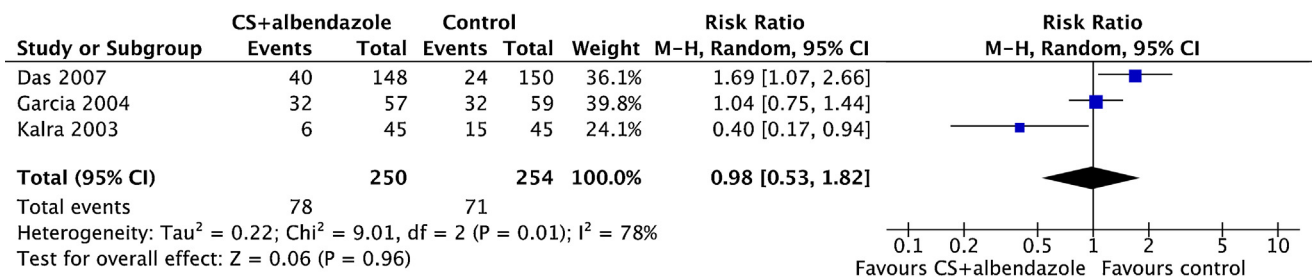 CS+albendazole Control Risk Ratio Risk Ratio
Study or Subgroup Events Total Events Total Weight M-H, Random, 95% CI M-H, Random, 95% CI
Das 2007 40 148 24 150 36.1% 1.69 [1.07, 2.66]
Garcia 2004 32 57 32 59 39.8% 1.04 [0.75, 1.44]
Kalra 2003 6 45 15 45 24.1% 0.40 [0.17, 0.94]
Total (95% CI) 250 254 100.0% 0.98 [0.53, 1.82]
Total events 78 71
Heterogeneity: Tau² = 0.22; Chi² = 9.01, df = 2 (P = 0.01); I² = 78%
Test for overall effect: Z = 0.06 (P = 0.96)
0.1 0.2 0.5 1 2 5 10
Favours CS+albendazole Favours control